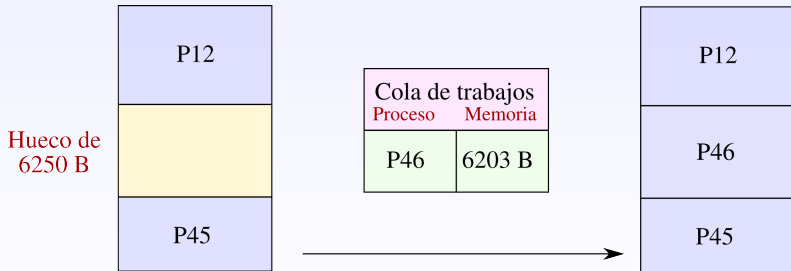 P12
Hueco de
6250 B
P45
Cola de trabajos
Proceso Memoria
P46 6203 B
P12
P46
P45